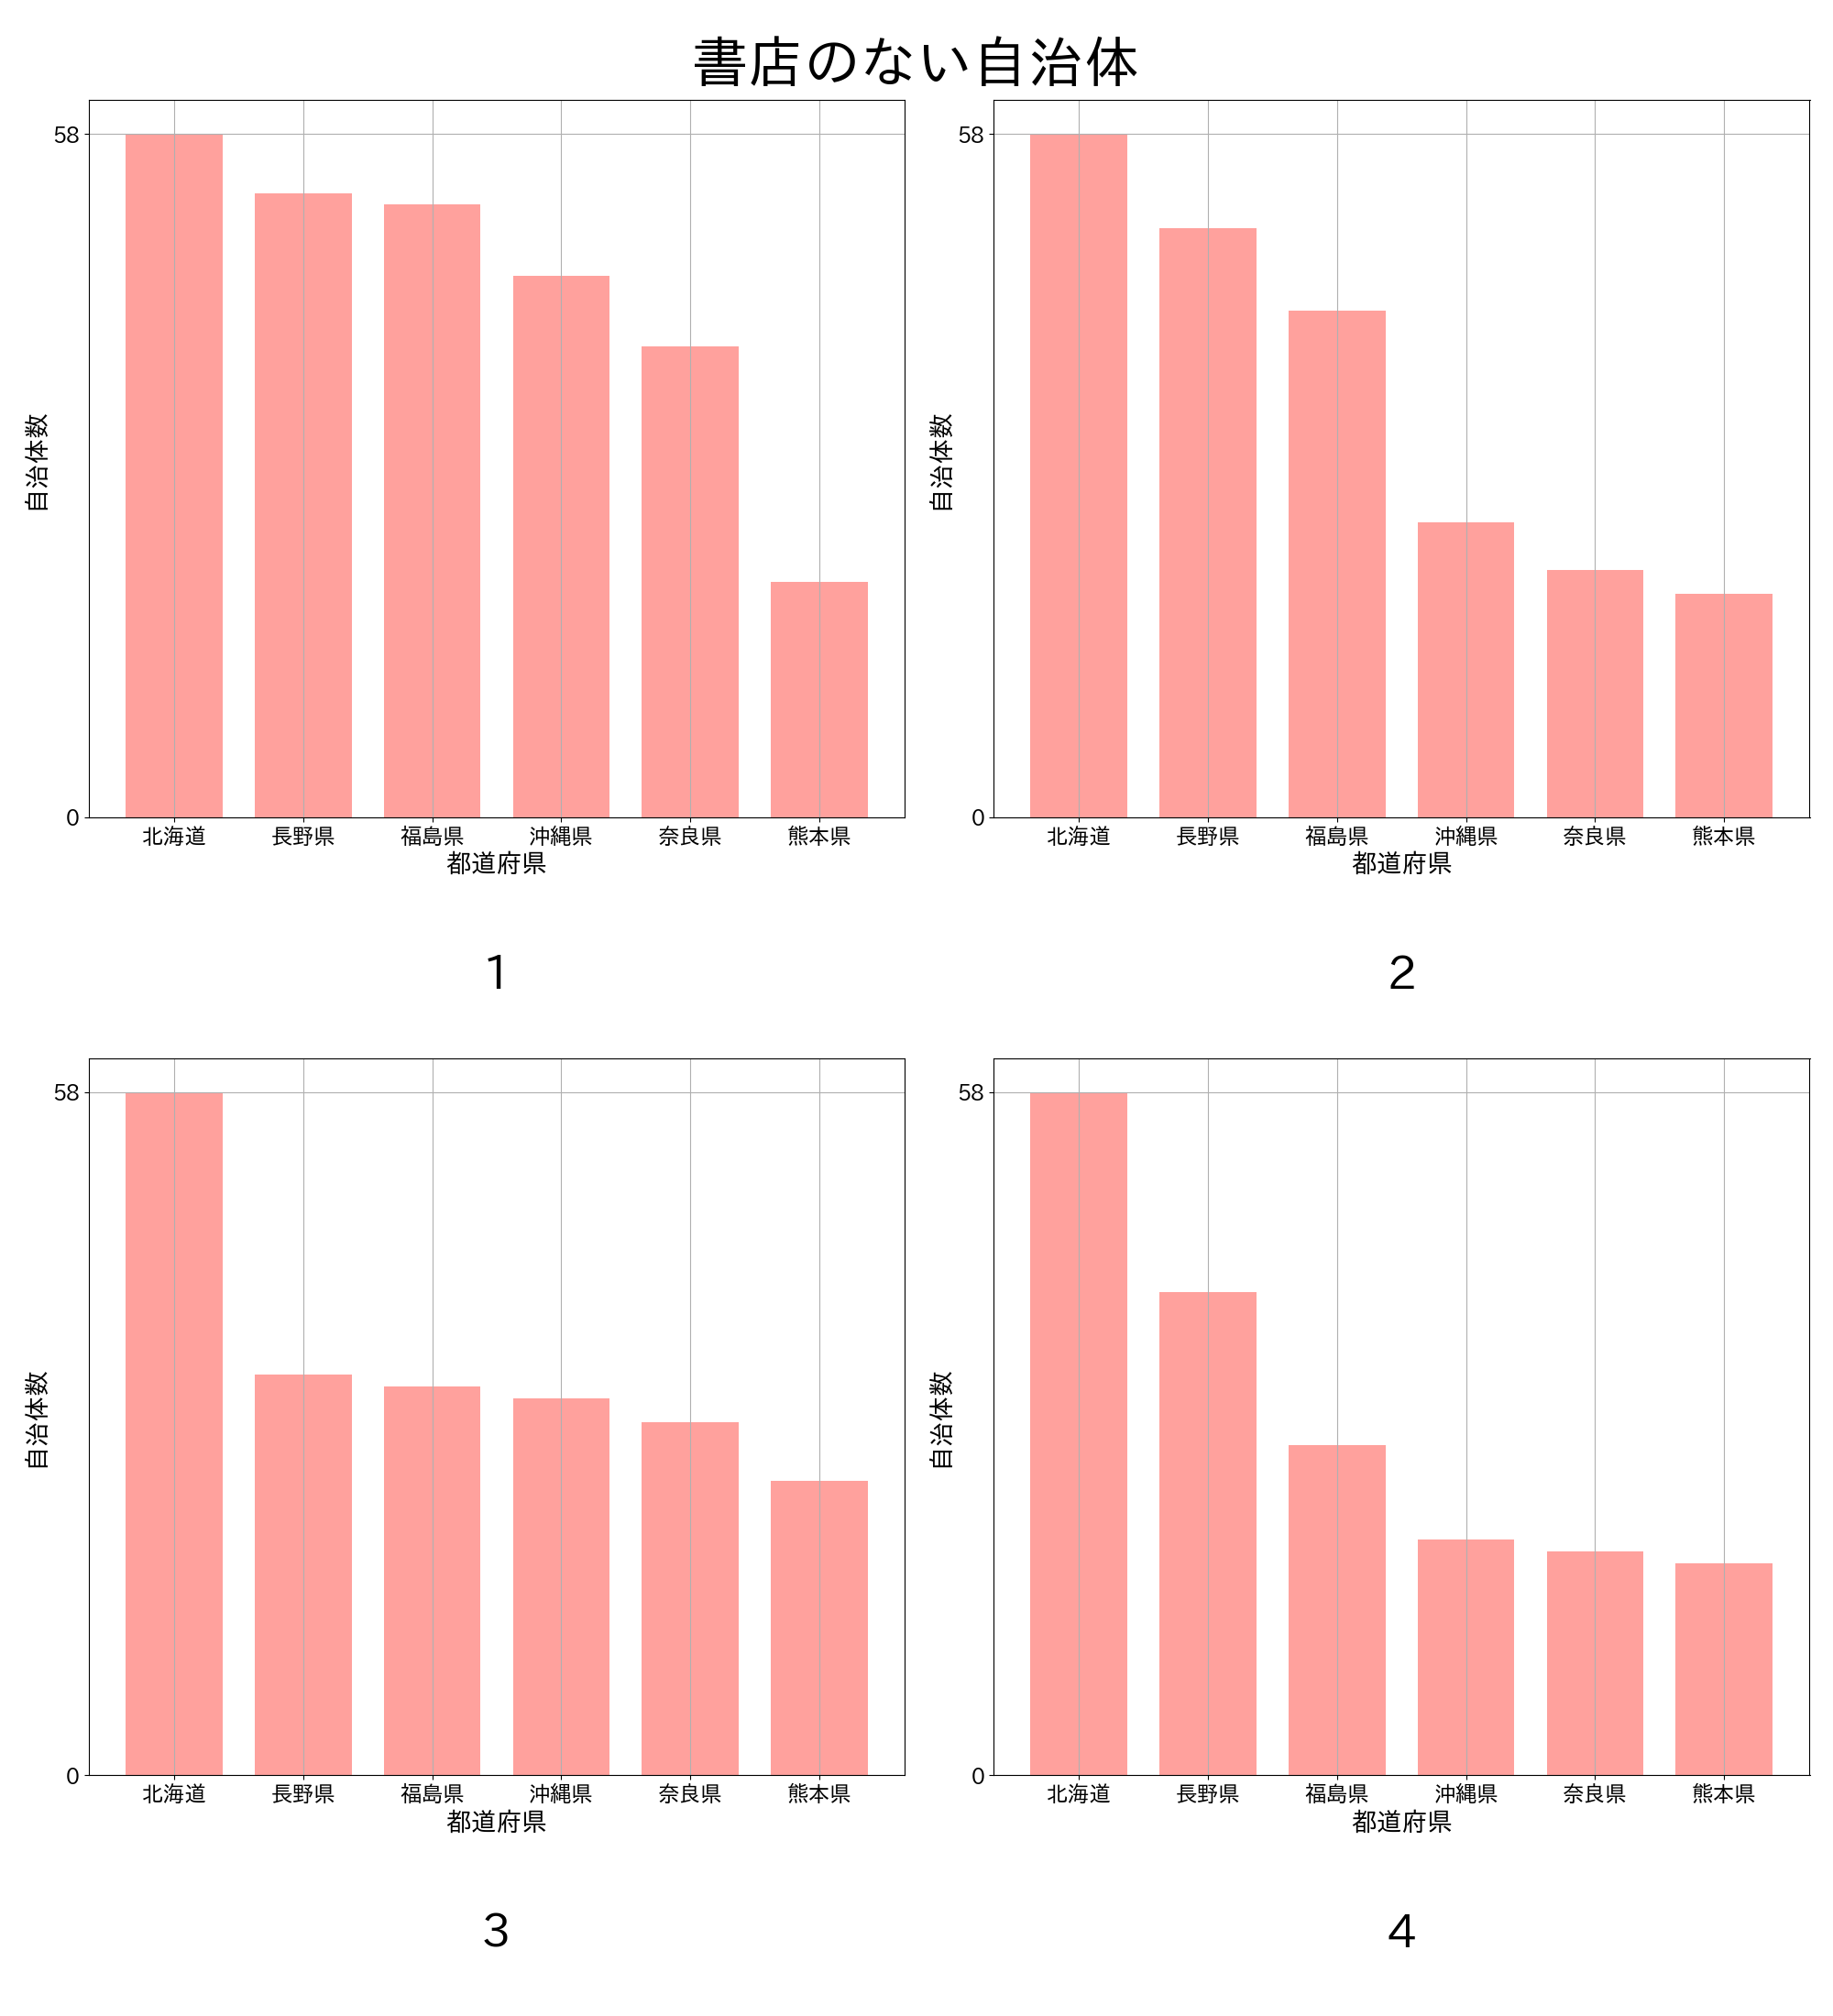 書店のない自治体
58
0
自治体数
北海道 長野県 福島県 沖縄県 奈良県 熊本県
都道府県
1
58
0
自治体数
北海道 長野県 福島県 沖縄県 奈良県 熊本県
都道府県
2
58
0
自治体数
北海道 長野県 福島県 沖縄県 奈良県 熊本県
都道府県
3
58
0
自治体数
北海道 長野県 福島県 沖縄県 奈良県 熊本県
都道府県
4